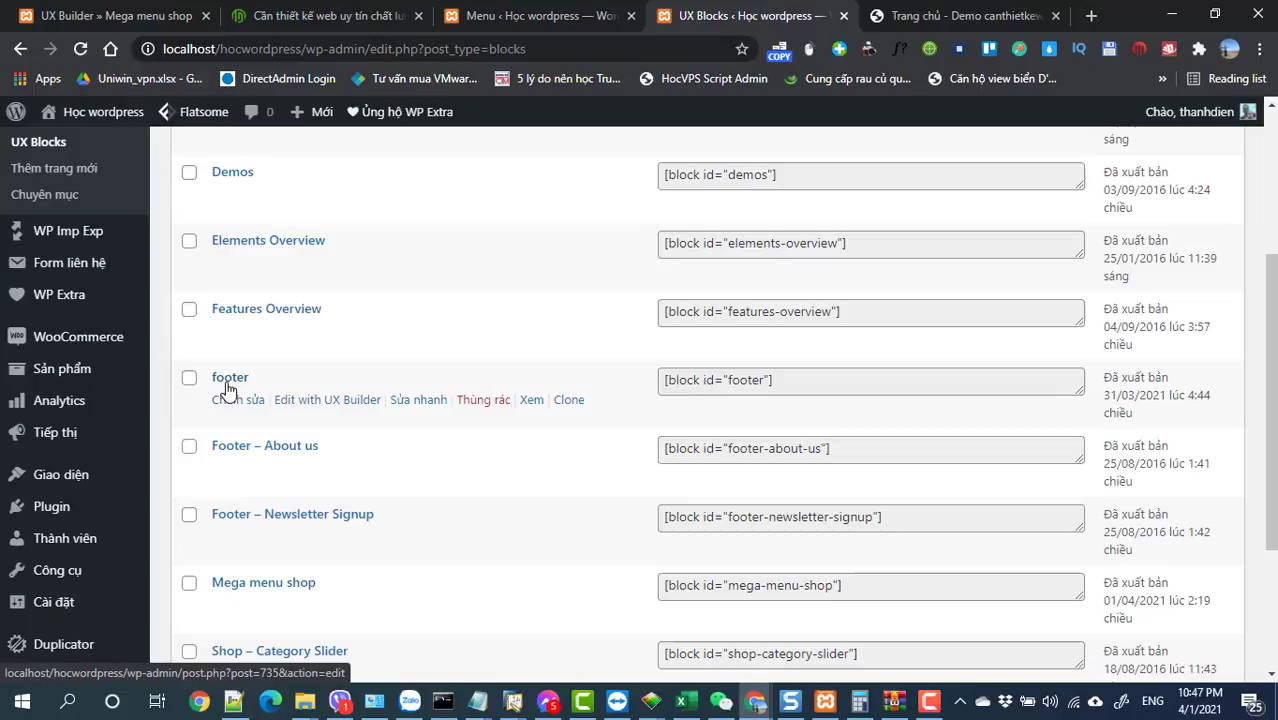 UX Builder » Mega menu shop
Cần thiết kế web uy tín chất lư
Menu ‹ Học wordpress — Wor
UX Blocks ‹ Học wordpress —
Trang chủ - Demo canthietkew
localhost/hocwordpress/wp-admin/edit.php?post_type=blocks
COPY
f?
IQ
Apps
Uniwin_vpn.xlsx - G...
DirectAdmin Login
Tư vấn mua VMwar...
5 lý do nên học Tru...
HocVPS Script Admin
Cung cấp rau củ qu...
Căn hộ view biển D'...
»
Reading list
Học wordpress
Flatsome
0
Mới
Ủng hộ WP Extra
Chào, thanhdien
UX Blocks
Thêm trang mới
Chuyên mục
WP Imp Exp
Form liên hệ
WP Extra
WooCommerce
Sản phẩm
Analytics
Tiếp thị
Giao diện
Plugin
Thành viên
Công cụ
Cài đặt
Duplicator
sáng
Demos
[block id="demos"]
Đã xuất bản
03/09/2016 lúc 4:24
chiều
Elements Overview
[block id="elements-overview"]
Đã xuất bản
25/01/2016 lúc 11:39
sáng
Features Overview
[block id="features-overview"]
Đã xuất bản
04/09/2016 lúc 3:57
chiều
footer
Chỉnh sửa | Edit with UX Builder | Sửa nhanh | Thùng rác | Xem | Clone
[block id="footer"]
Đã xuất bản
31/03/2021 lúc 4:44
chiều
Footer – About us
[block id="footer-about-us"]
Đã xuất bản
25/08/2016 lúc 1:41
chiều
Footer – Newsletter Signup
[block id="footer-newsletter-signup"]
Đã xuất bản
25/08/2016 lúc 1:42
chiều
Mega menu shop
[block id="mega-menu-shop"]
Đã xuất bản
01/04/2021 lúc 2:19
chiều
Shop – Category Slider
[block id="shop-category-slider"]
Đã xuất bản
18/08/2016 lúc 11:43
localhost/hocwordpress/wp-admin/post.php?post=735&action=edit
ENG
10:47 PM
4/1/2021
25